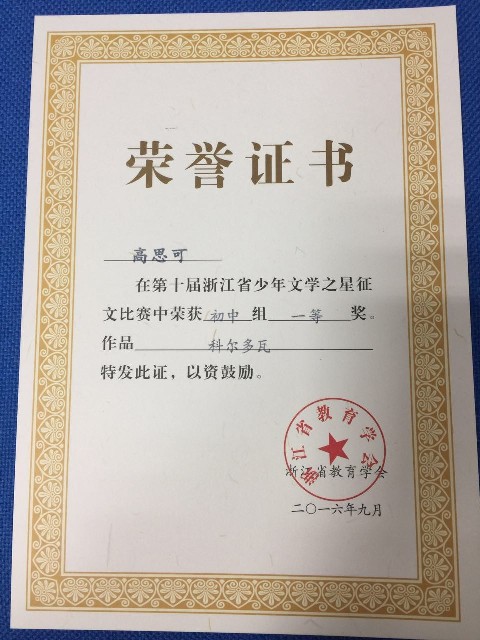 荣誉证书
高思可
在第十届浙江省少年文学之星征
文比赛中荣获 初中 组 一等 奖。
作品 科尔多瓦
特发此证，以资鼓励。
浙江省教育学会
浙江省教育学会
二〇一六年九月